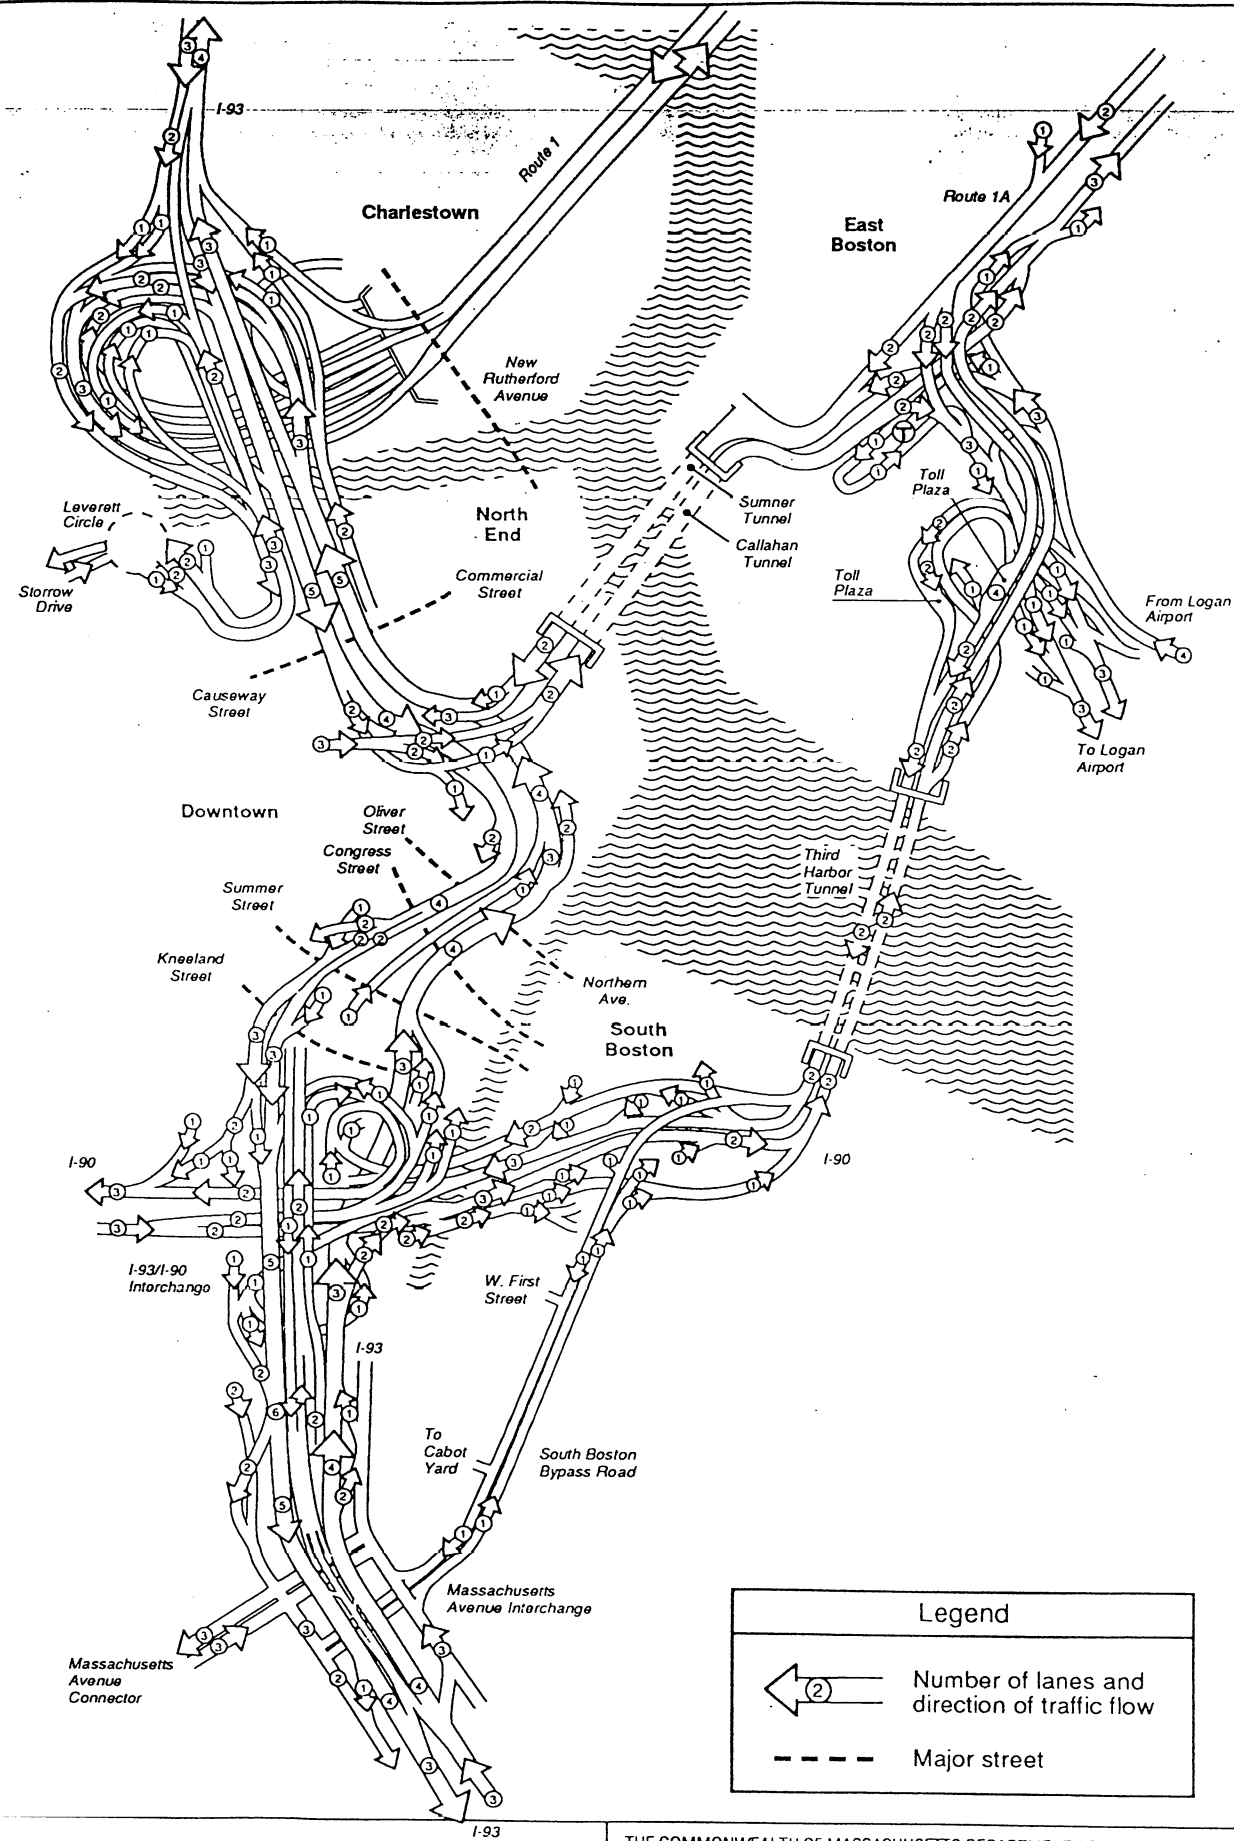 I-93
Route 1
Charlestown
Route 1A
East
Boston
New
Rutherford
Avenue
Leverett
Circle
Storrow
Drive
North
End
Commercial
Street
Sumner
Tunnel
Callahan
Tunnel
Toll
Plaza
Toll
Plaza
From Logan
Airport
To Logan
Airport
Causeway
Street
Downtown
Oliver
Street
Congress
Street
Summer
Street
Kneeland
Street
Third
Harbor
Tunnel
Northern
Ave.
South
Boston
I-90
I-90
I-93/I-90
Interchango
W. First
Street
I-93
To
Cabot
Yard
South Boston
Bypass Road
Massachusetts
Avenue Interchange
Massachusetts
Avenue
Connector
I-93
Legend
2
Number of lanes and
direction of traffic flow
Major street